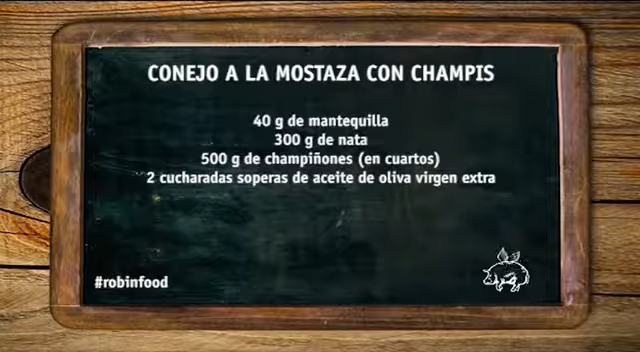 CONEJO A LA MOSTAZA CON CHAMPIS
40 g de mantequilla
300 g de nata
500 g de champiñones (en cuartos)
2 cucharadas soperas de aceite de oliva virgen extra
#robinfood